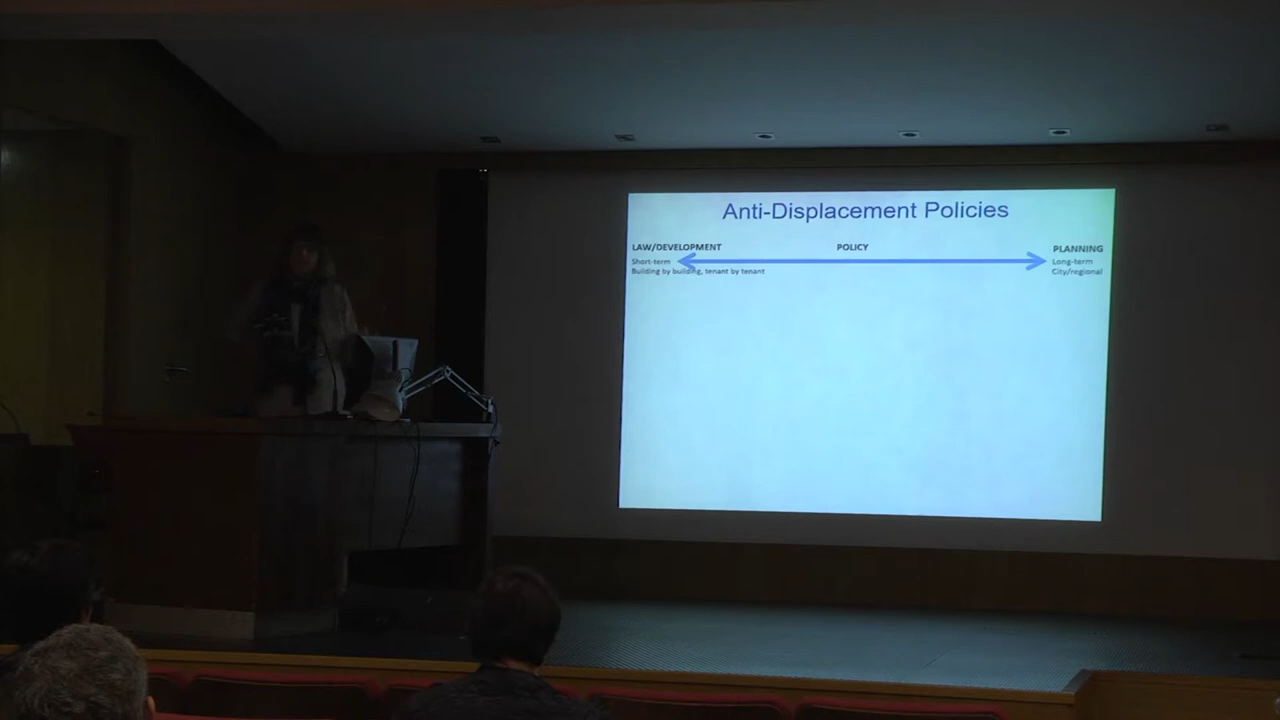 Anti-Displacement Policies
LAW/DEVELOPMENT POLICY PLANNING
Short-term Long-term
Building by building, tenant by tenant City/regional